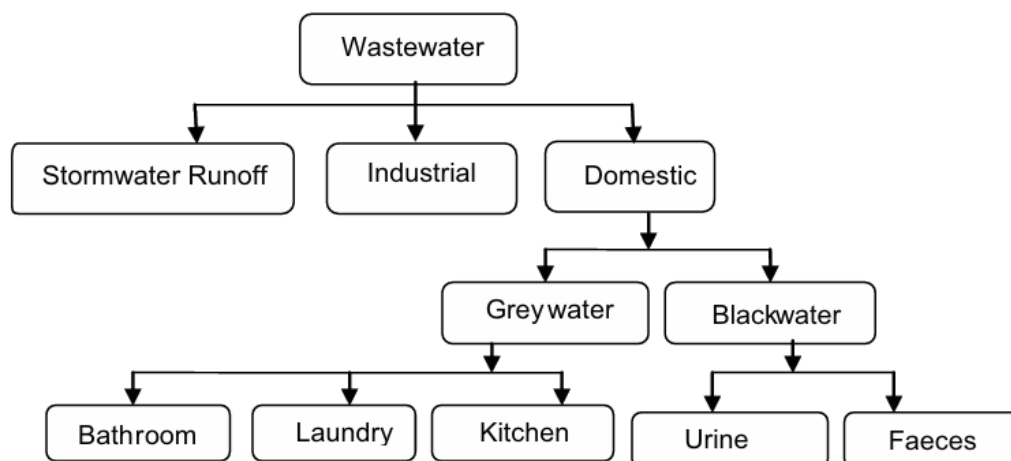 Wastewater
Stormwater Runoff
Industrial
Domestic
Greywater
Blackwater
Bathroom
Laundry
Kitchen
Urine
Faeces